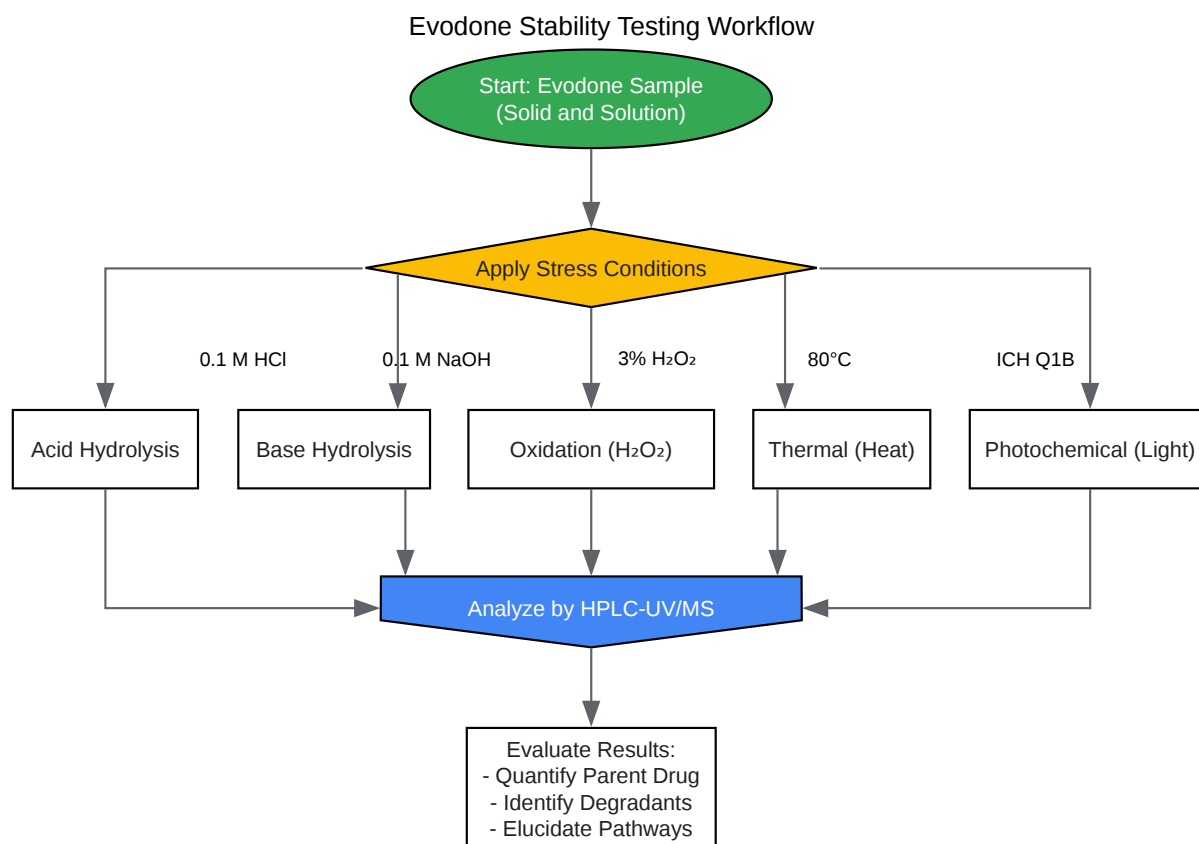 Evodone Stability Testing Workflow
Start: Evodone Sample
(Solid and Solution)
Apply Stress Conditions
0.1 M HCl
0.1 M NaOH
3% H₂O₂
80°C
ICH Q1B
Acid Hydrolysis
Base Hydrolysis
Oxidation (H₂O₂)
Thermal (Heat)
Photochemical (Light)
Analyze by HPLC-UV/MS
Evaluate Results:
- Quantify Parent Drug
- Identify Degradants
- Elucidate Pathways